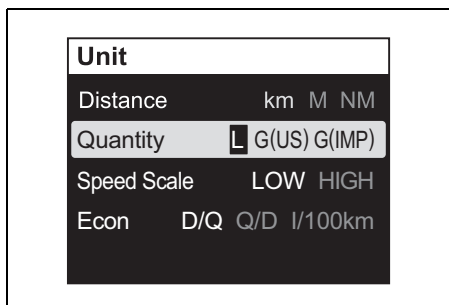 Unit
Distance km M NM
Quantity L G(US) G(IMP)
Speed Scale LOW HIGH
Econ D/Q Q/D l/100km